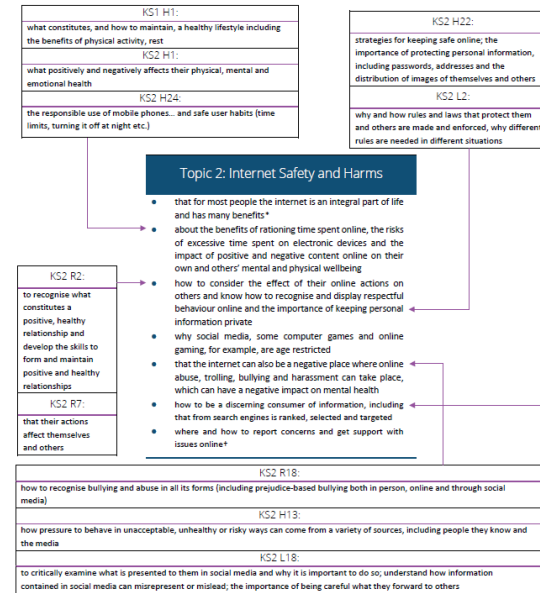 KS1 H1:
what constitutes, and how to maintain, a healthy lifestyle including
the benefits of physical activity, rest
KS2 H1:
what positively and negatively affects their physical, mental and
emotional health
KS2 H24:
the responsible use of mobile phones... and safe user habits (time
limits, turning it off at night etc.)
KS2 H22:
strategies for keeping safe online; the
importance of protecting personal information,
including passwords, addresses and the
distribution of images of themselves and others
KS2 L2:
why and how rules and laws that protect them
and others are made and enforced, why different
rules are needed in different situations
Topic 2: Internet Safety and Harms
• that for most people the internet is an integral part of life
and has many benefits*
• about the benefits of rationing time spent online, the risks
of excessive time spent on electronic devices and the
impact of positive and negative content online on their
own and others' mental and physical wellbeing
• how to consider the effect of their online actions on
others and know how to recognise and display respectful
behaviour online and the importance of keeping personal
information private
• why social media, some computer games and online
gaming, for example, are age restricted
• that the internet can also be a negative place where online
abuse, trolling, bullying and harassment can take place,
which can have a negative impact on mental health
• how to be a discerning consumer of information, including
that from search engines is ranked, selected and targeted
• where and how to report concerns and get support with
issues online†
KS2 R2:
to recognise what
constitutes a
positive, healthy
relationship and
develop the skills to
form and maintain
positive and healthy
relationships
KS2 R7:
that their actions
affect themselves
and others
KS2 R18:
how to recognise bullying and abuse in all its forms (including prejudice-based bullying both in person, online and through social
media)
KS2 H13:
how pressure to behave in unacceptable, unhealthy or risky ways can come from a variety of sources, including people they know and
the media
KS2 L18:
to critically examine what is presented to them in social media and why it is important to do so; understand how information
contained in social media can misrepresent or mislead; the importance of being careful what they forward to others